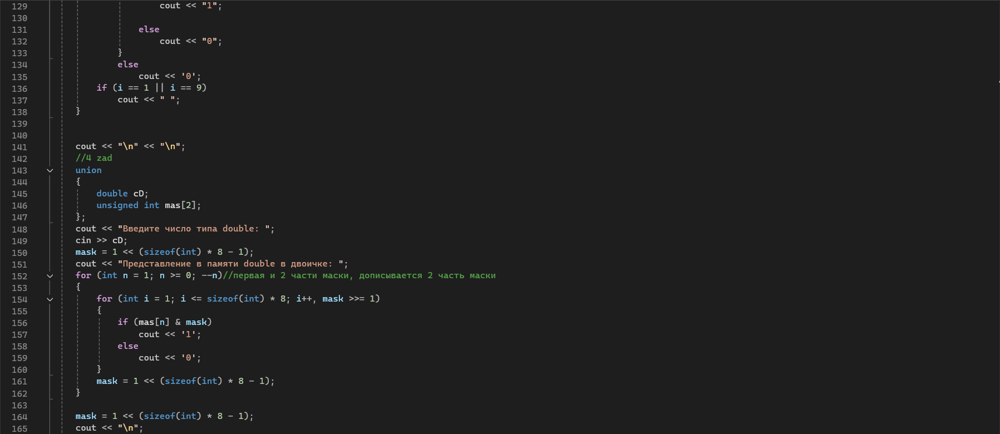 129 cout << "1";
130
131 else
132 cout << "0";
133 }
134 else
135 cout << '0';
136 if (i == 1 || i == 9)
137 cout << " ";
138 }
139
140
141 cout << "\n" << "\n";
142 //4 zad
143 union
144 {
145 double cD;
146 unsigned int mas[2];
147 };
148 cout << "Введите число типа double: ";
149 cin >> cD;
150 mask = 1 << (sizeof(int) * 8 - 1);
151 cout << "Представление в памяти double в двоичке: ";
152 for (int n = 1; n >= 0; --n)//первая и 2 части маски, дописывается 2 часть маски
153 {
154 for (int i = 1; i <= sizeof(int) * 8; i++, mask >>= 1)
155 {
156 if (mas[n] & mask)
157 cout << '1';
158 else
159 cout << '0';
160 }
161 mask = 1 << (sizeof(int) * 8 - 1);
162 }
163
164 mask = 1 << (sizeof(int) * 8 - 1);
165 cout << "\n";